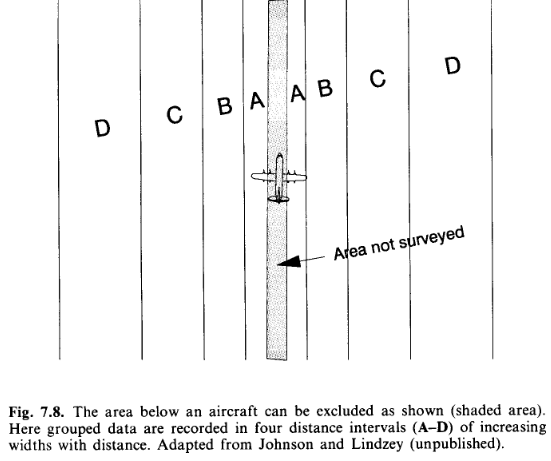 D C B A A B C D
Area not surveyed
Fig. 7.8. The area below an aircraft can be excluded as shown (shaded area).
Here grouped data are recorded in four distance intervals (A–D) of increasing
widths with distance. Adapted from Johnson and Lindzey (unpublished).